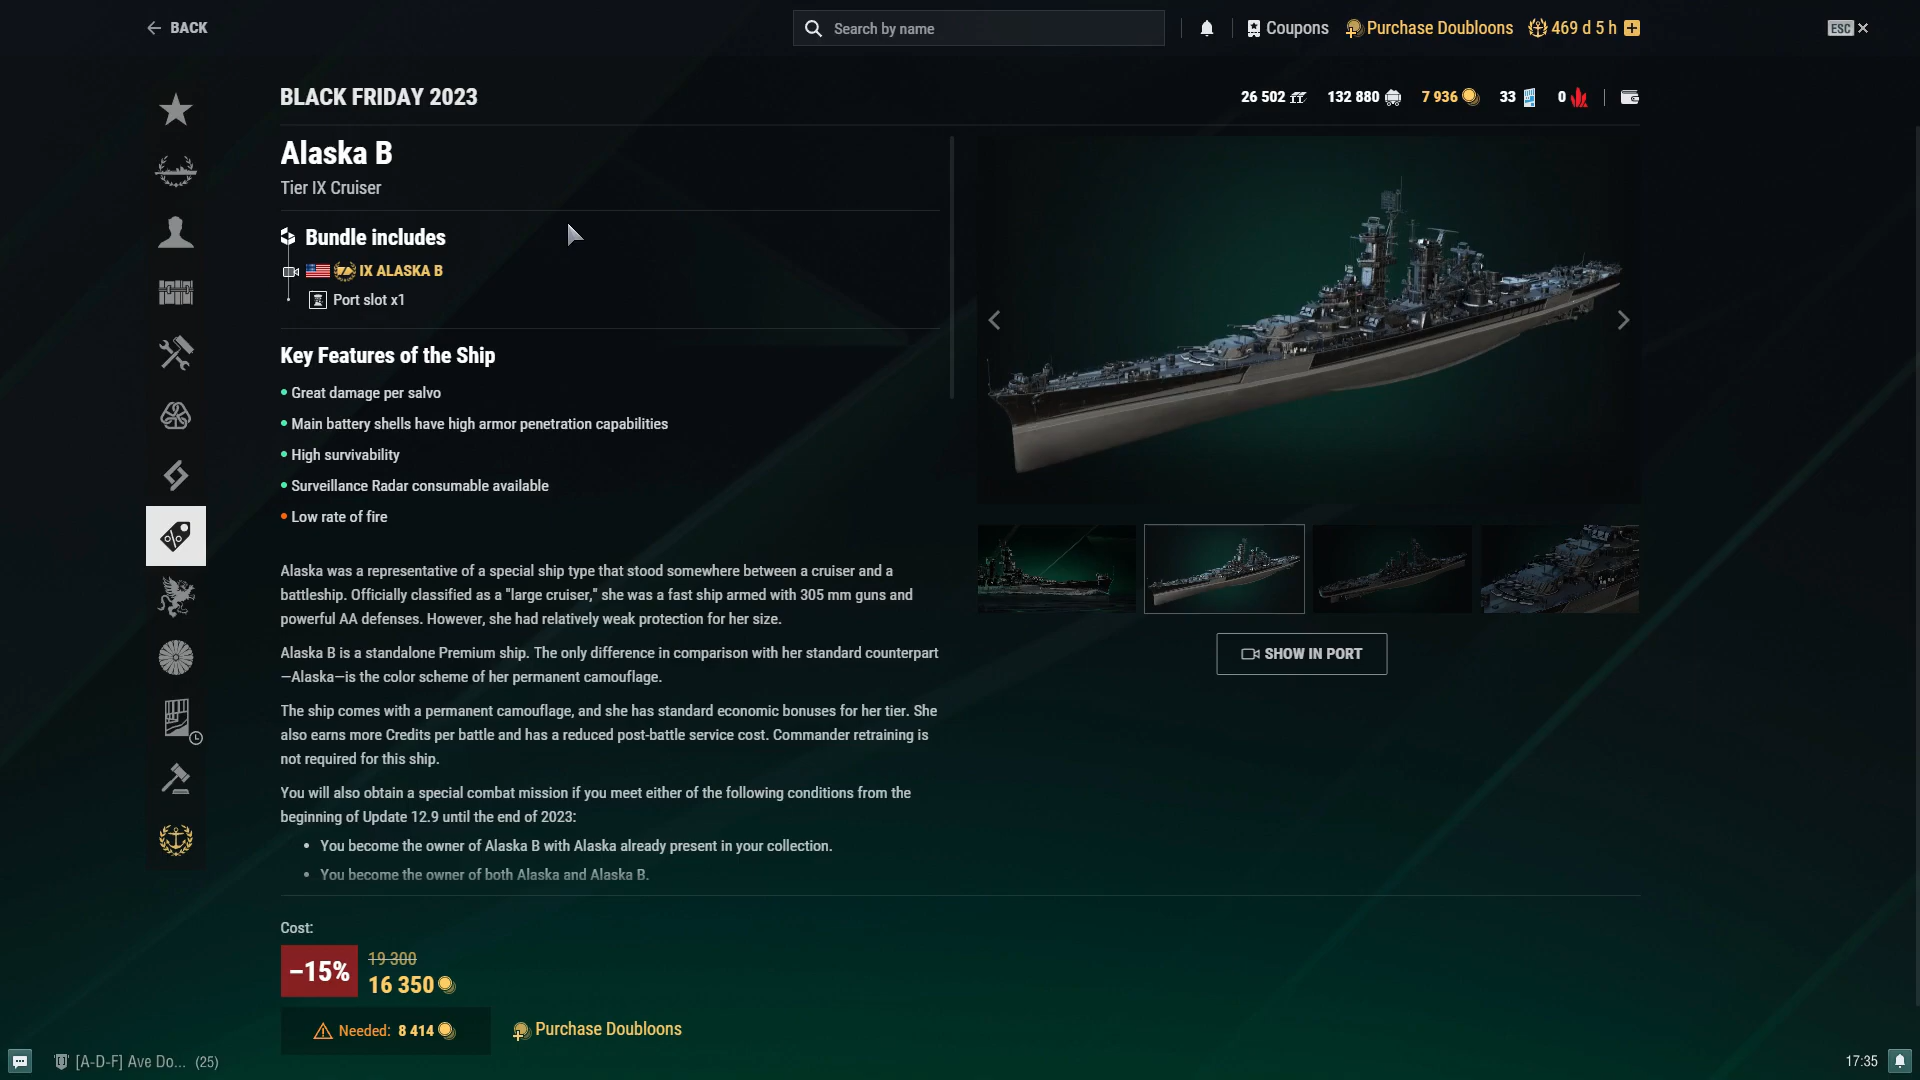 BACK
Search by name
Coupons
Purchase Doubloons
469 d 5 h
ESC
BLACK FRIDAY 2023
26 502
132 880
7 936
33
0
Alaska B
Tier IX Cruiser
Bundle includes
IX ALASKA B
Port slot x1
Key Features of the Ship
• Great damage per salvo
• Main battery shells have high armor penetration capabilities
• High survivability
• Surveillance Radar consumable available
• Low rate of fire
Alaska was a representative of a special ship type that stood somewhere between a cruiser and a
battleship. Officially classified as a "large cruiser," she was a fast ship armed with 305 mm guns and
powerful AA defenses. However, she had relatively weak protection for her size.
Alaska B is a standalone Premium ship. The only difference in comparison with her standard counterpart
—Alaska—is the color scheme of her permanent camouflage.
The ship comes with a permanent camouflage, and she has standard economic bonuses for her tier. She
also earns more Credits per battle and has a reduced post-battle service cost. Commander retraining is
not required for this ship.
You will also obtain a special combat mission if you meet either of the following conditions from the
beginning of Update 12.9 until the end of 2023:
• You become the owner of Alaska B with Alaska already present in your collection.
• You become the owner of both Alaska and Alaska B.
SHOW IN PORT
Cost:
–15%
19 300
16 350
Needed: 8 414
Purchase Doubloons
[A-D-F] Ave Do... (25)
17:35